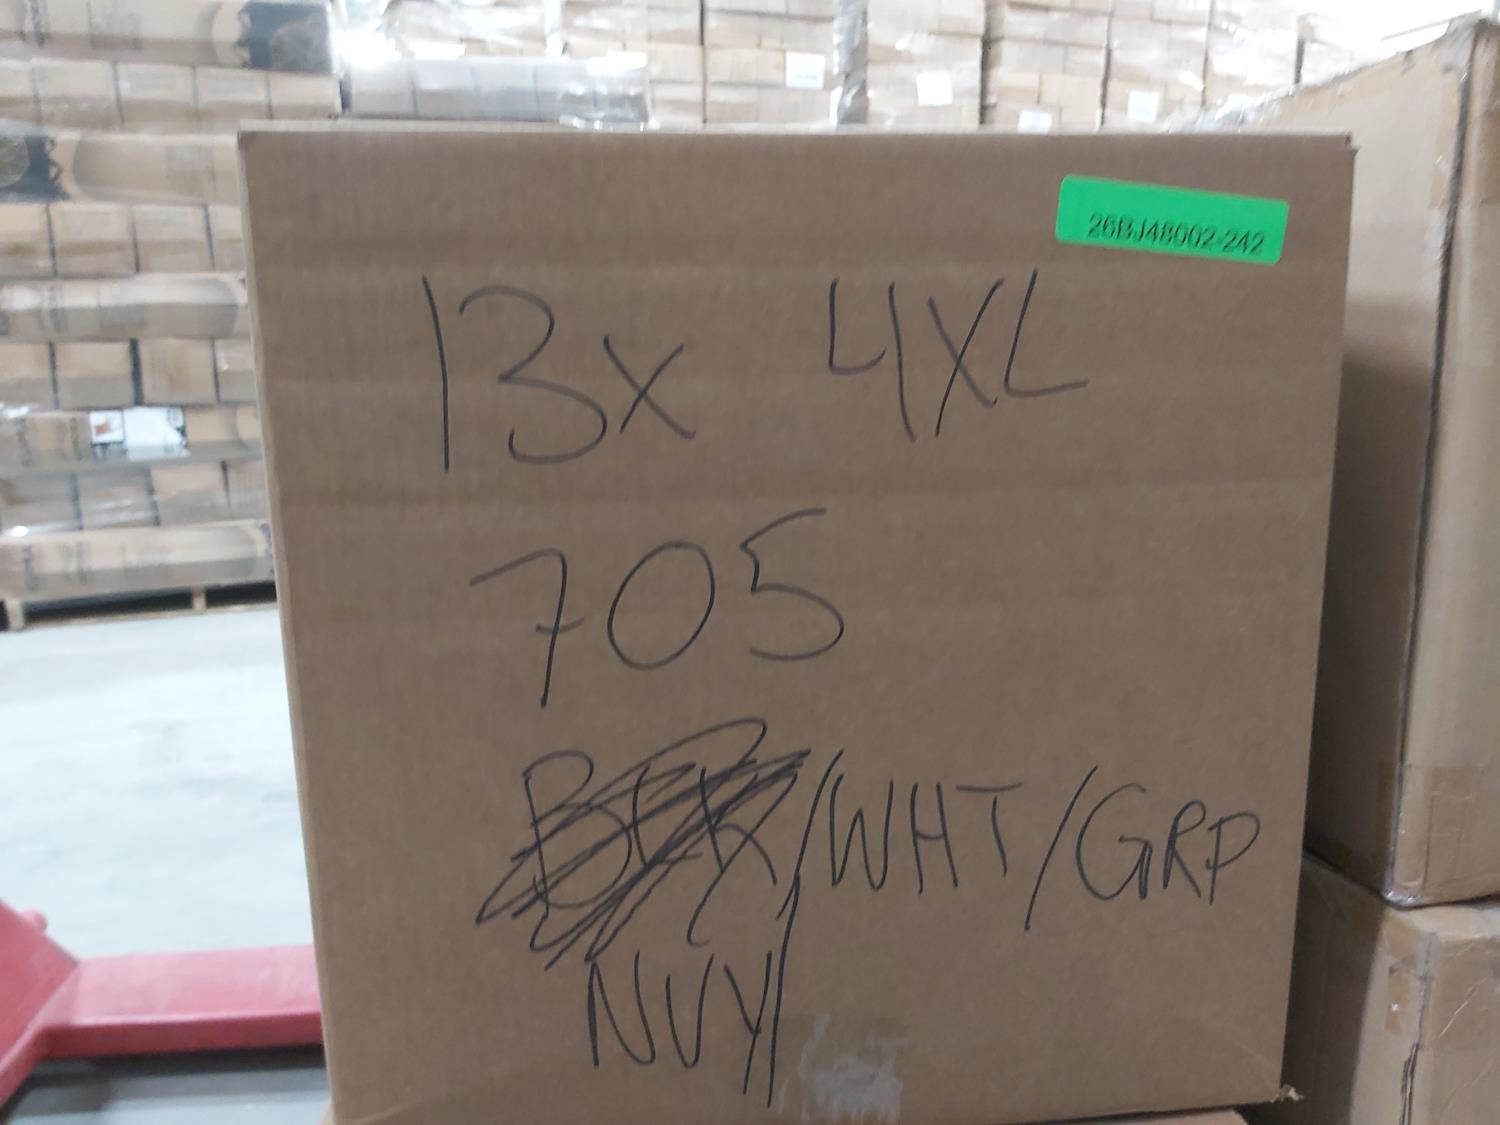 26BJ48002-242
13x 4XL
705
/WHT/GRP
NVY/